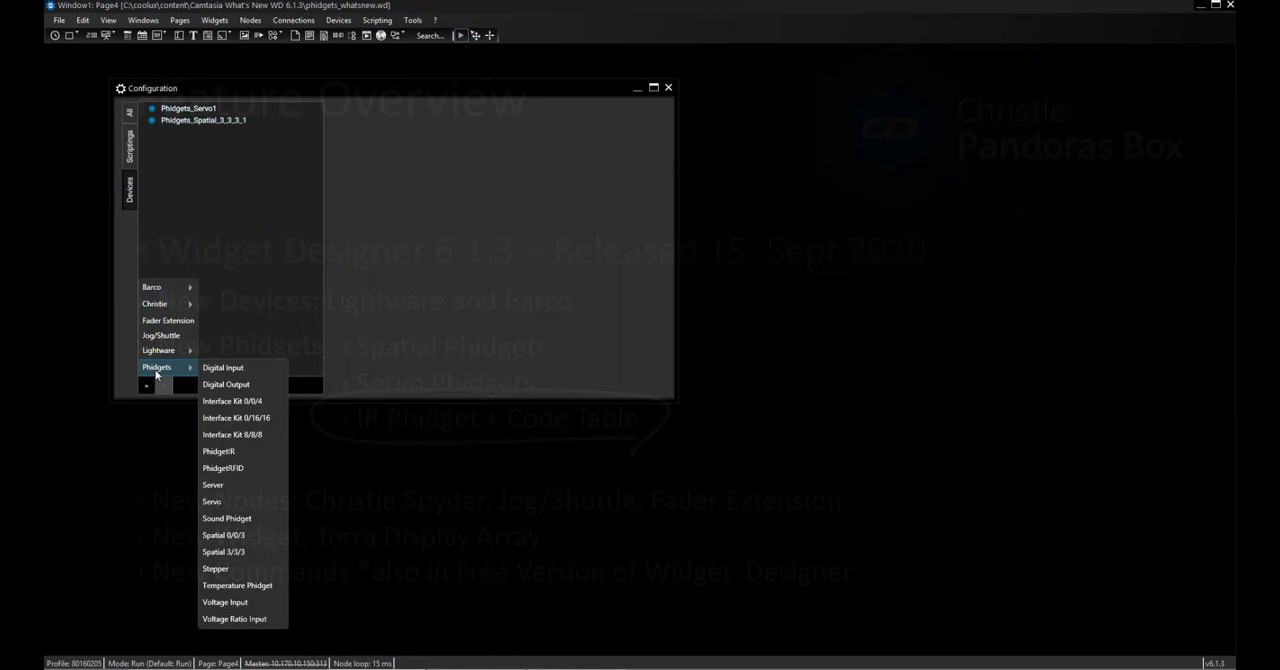 Window1: Page4 [C:\coolux\content\Camtasia What's New WD 6.1.3\phidgets_whatsnew.wd]
File Edit View Windows Pages Widgets Nodes Connections Devices Scripting Tools ?
Search...
Configuration
ature Overview
Christie
Pandoras Box
All
Scriptings
Devices
Phidgets_Servo1
Phidgets_Spatial_3_3_3_1
• Widget Designer 6.1.3 – Released 15. Sept 2020
New Devices: Lightware and Barco
New Phidgets: › Spatial Phidgets
› Servo Phidgets
› IR Phidget + Code Table
› New Nodes: Christie Spyder, Jog/Shuttle, Fader Extension
› New Widget: Terra Display Array
› New Commands *also in Free Version of Widget Designer
Barco
Christie
Fader Extension
Jog/Shuttle
Lightware
Phidgets
+ -
Digital Input
Digital Output
Interface Kit 0/0/4
Interface Kit 0/16/16
Interface Kit 8/8/8
PhidgetIR
PhidgetRFID
Server
Servo
Sound Phidget
Spatial 0/0/3
Spatial 3/3/3
Stepper
Temperature Phidget
Voltage Input
Voltage Ratio Input
Profile: 80160205 Mode: Run (Default: Run) Page: Page4 Master: 10.170.10.150:313 Node loop: 15 ms v6.1.3